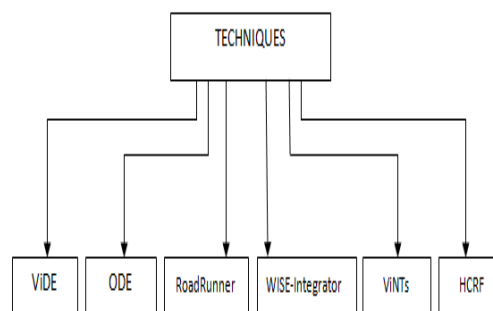 TECHNIQUES
ViDE
ODE
RoadRunner
WISE-Integrator
ViNTs
HCRF